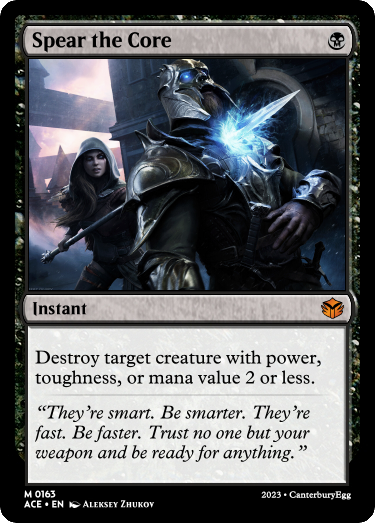 Spear the Core
Instant
Destroy target creature with power,
toughness, or mana value 2 or less.
“They’re smart. Be smarter. They’re
fast. Be faster. Trust no one but your
weapon and be ready for anything.”
M 0163
ACE • EN Aleksey Zhukov
2023 • CanterburyEgg